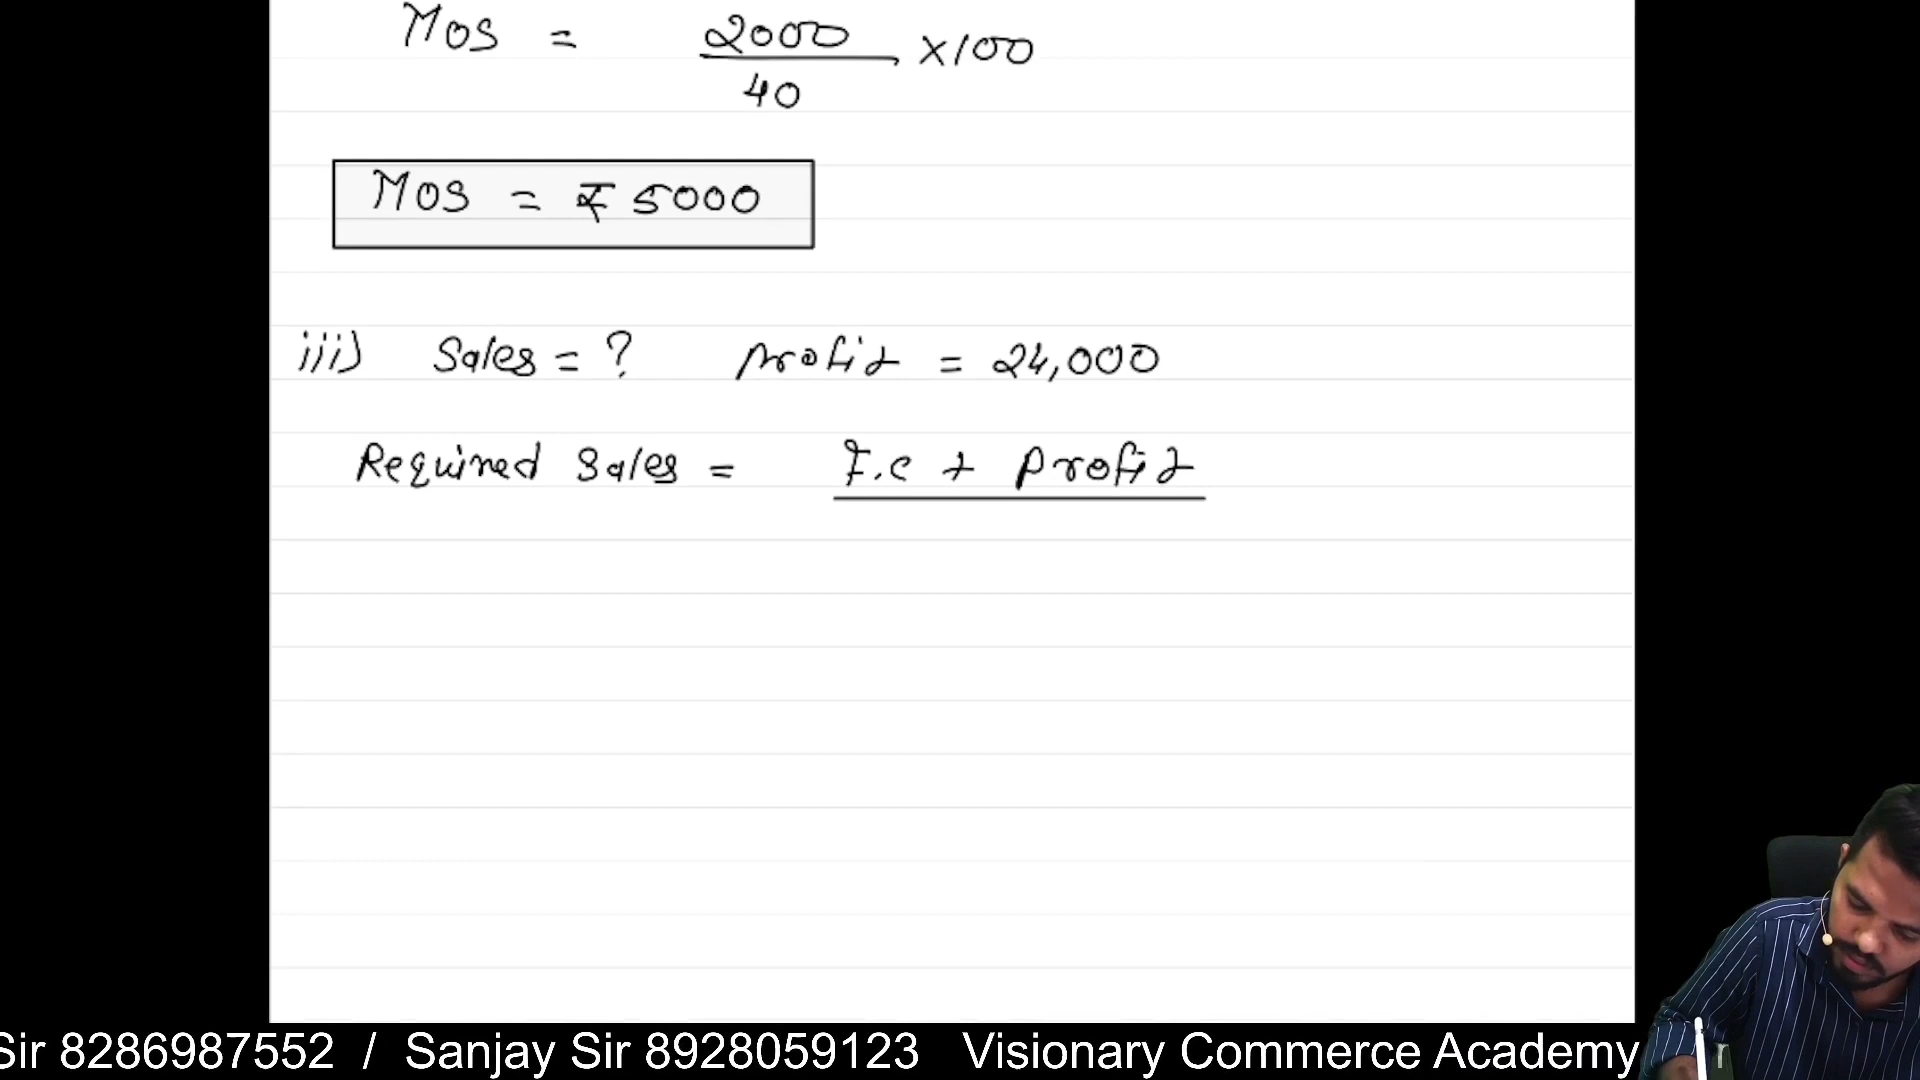 MOS = 2000
40 ×100
MOS = ₹ 5000
iii) Sales = ? Profit = 24,000
Required Sales = F.C + Profit
Sir 8286987552 / Sanjay Sir 8928059123 Visionary Commerce Academy